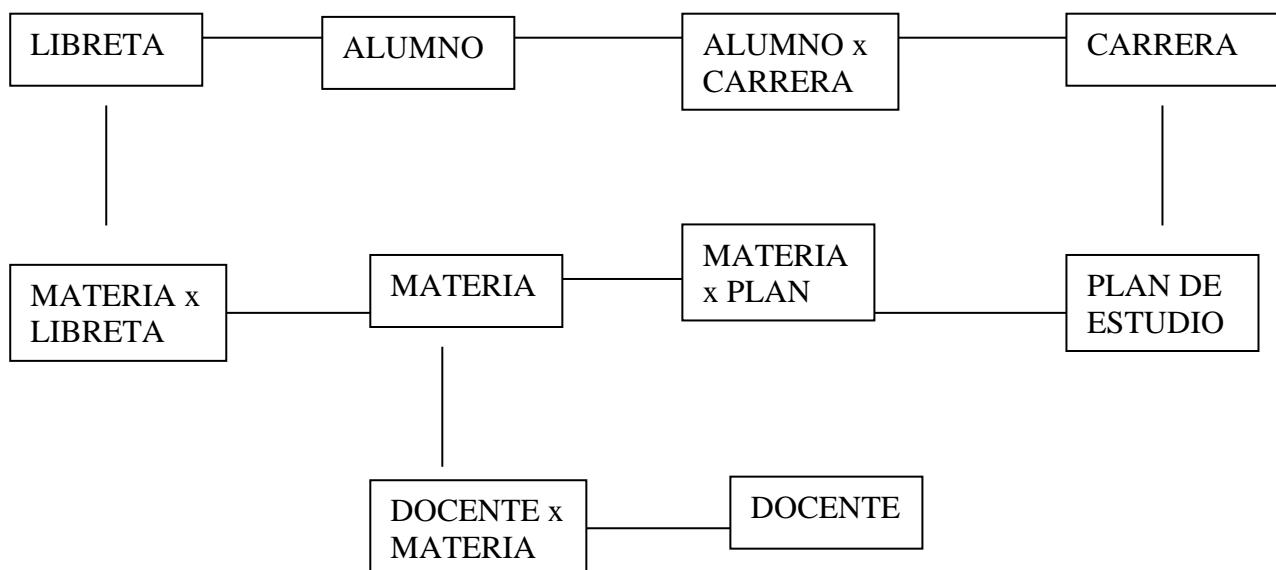 LIBRETA
ALUMNO
ALUMNO x
CARRERA
CARRERA
MATERIA x
LIBRETA
MATERIA
MATERIA
x PLAN
PLAN DE
ESTUDIO
DOCENTE x
MATERIA
DOCENTE